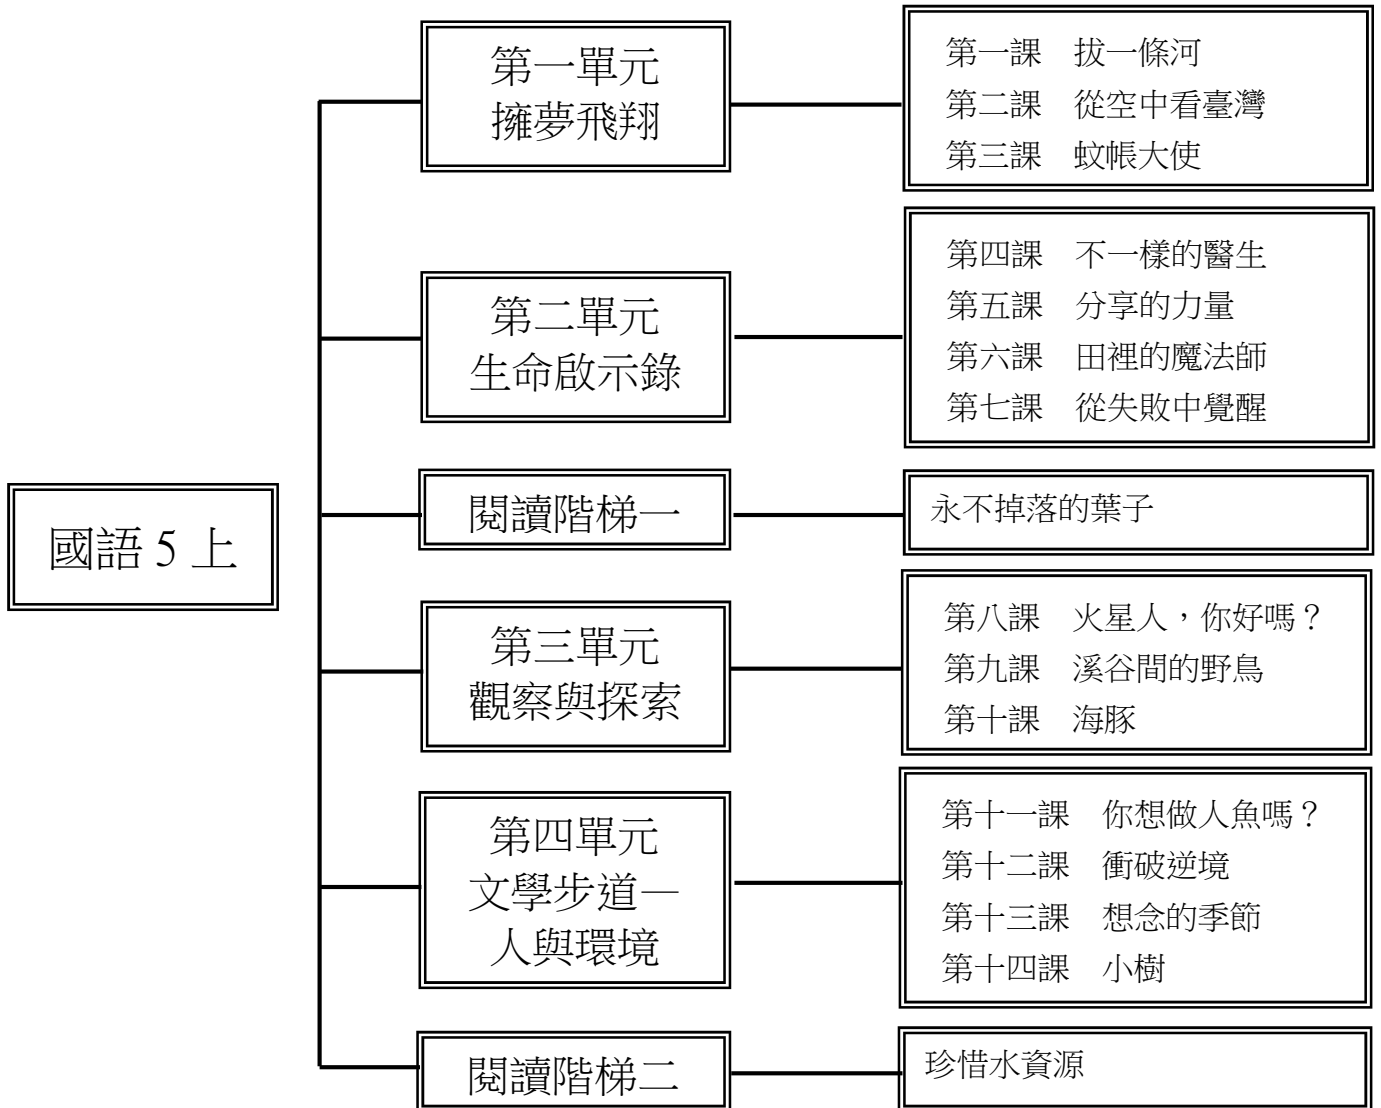 國語 5 上
第一單元
擁夢飛翔
第一課　拔一條河
第二課　從空中看臺灣
第三課　蚊帳大使
第二單元
生命啟示錄
第四課　不一樣的醫生
第五課　分享的力量
第六課　田裡的魔法師
第七課　從失敗中覺醒
閱讀階梯一
永不掉落的葉子
第三單元
觀察與探索
第八課　火星人，你好嗎？
第九課　溪谷間的野鳥
第十課　海豚
第四單元
文學步道—
人與環境
第十一課　你想做人魚嗎？
第十二課　衝破逆境
第十三課　想念的季節
第十四課　小樹
閱讀階梯二
珍惜水資源